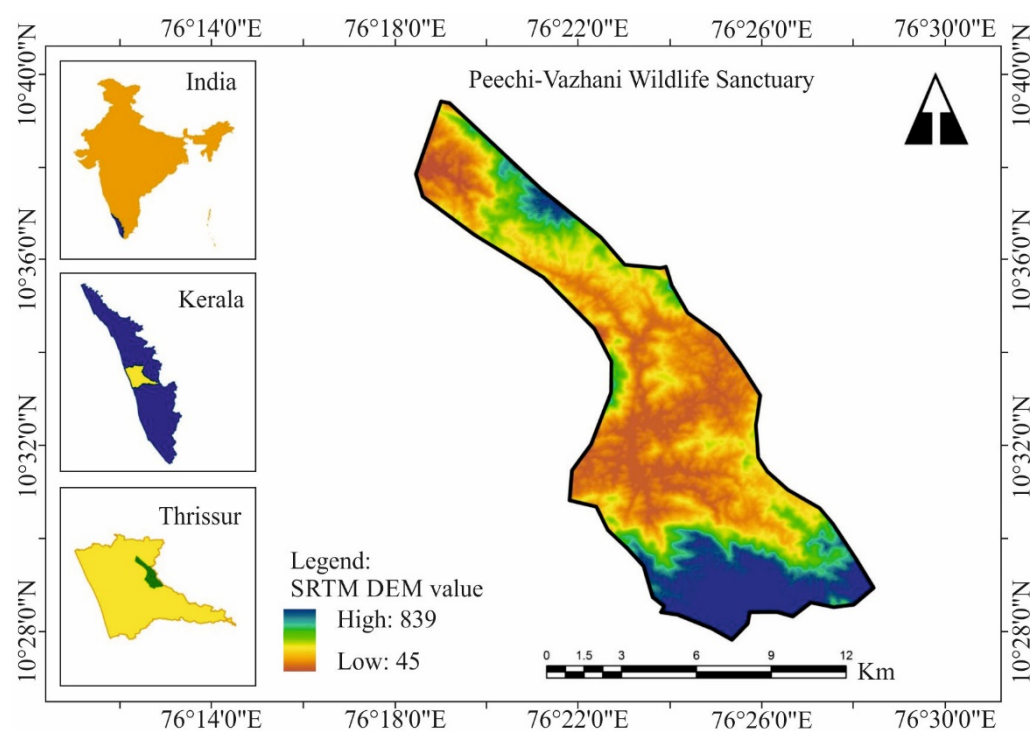 76°14'0"E 76°18'0"E 76°22'0"E 76°26'0"E 76°30'0"E
10°40'0"N
10°36'0"N
10°32'0"N
10°28'0"N
India
Kerala
Thrissur
Peechi-Vazhani Wildlife Sanctuary
Legend:
SRTM DEM value
High: 839
Low: 45
0 1.5 3 6 9 12
Km
10°40'0"N
10°36'0"N
10°32'0"N
10°28'0"N
76°14'0"E 76°18'0"E 76°22'0"E 76°26'0"E 76°30'0"E